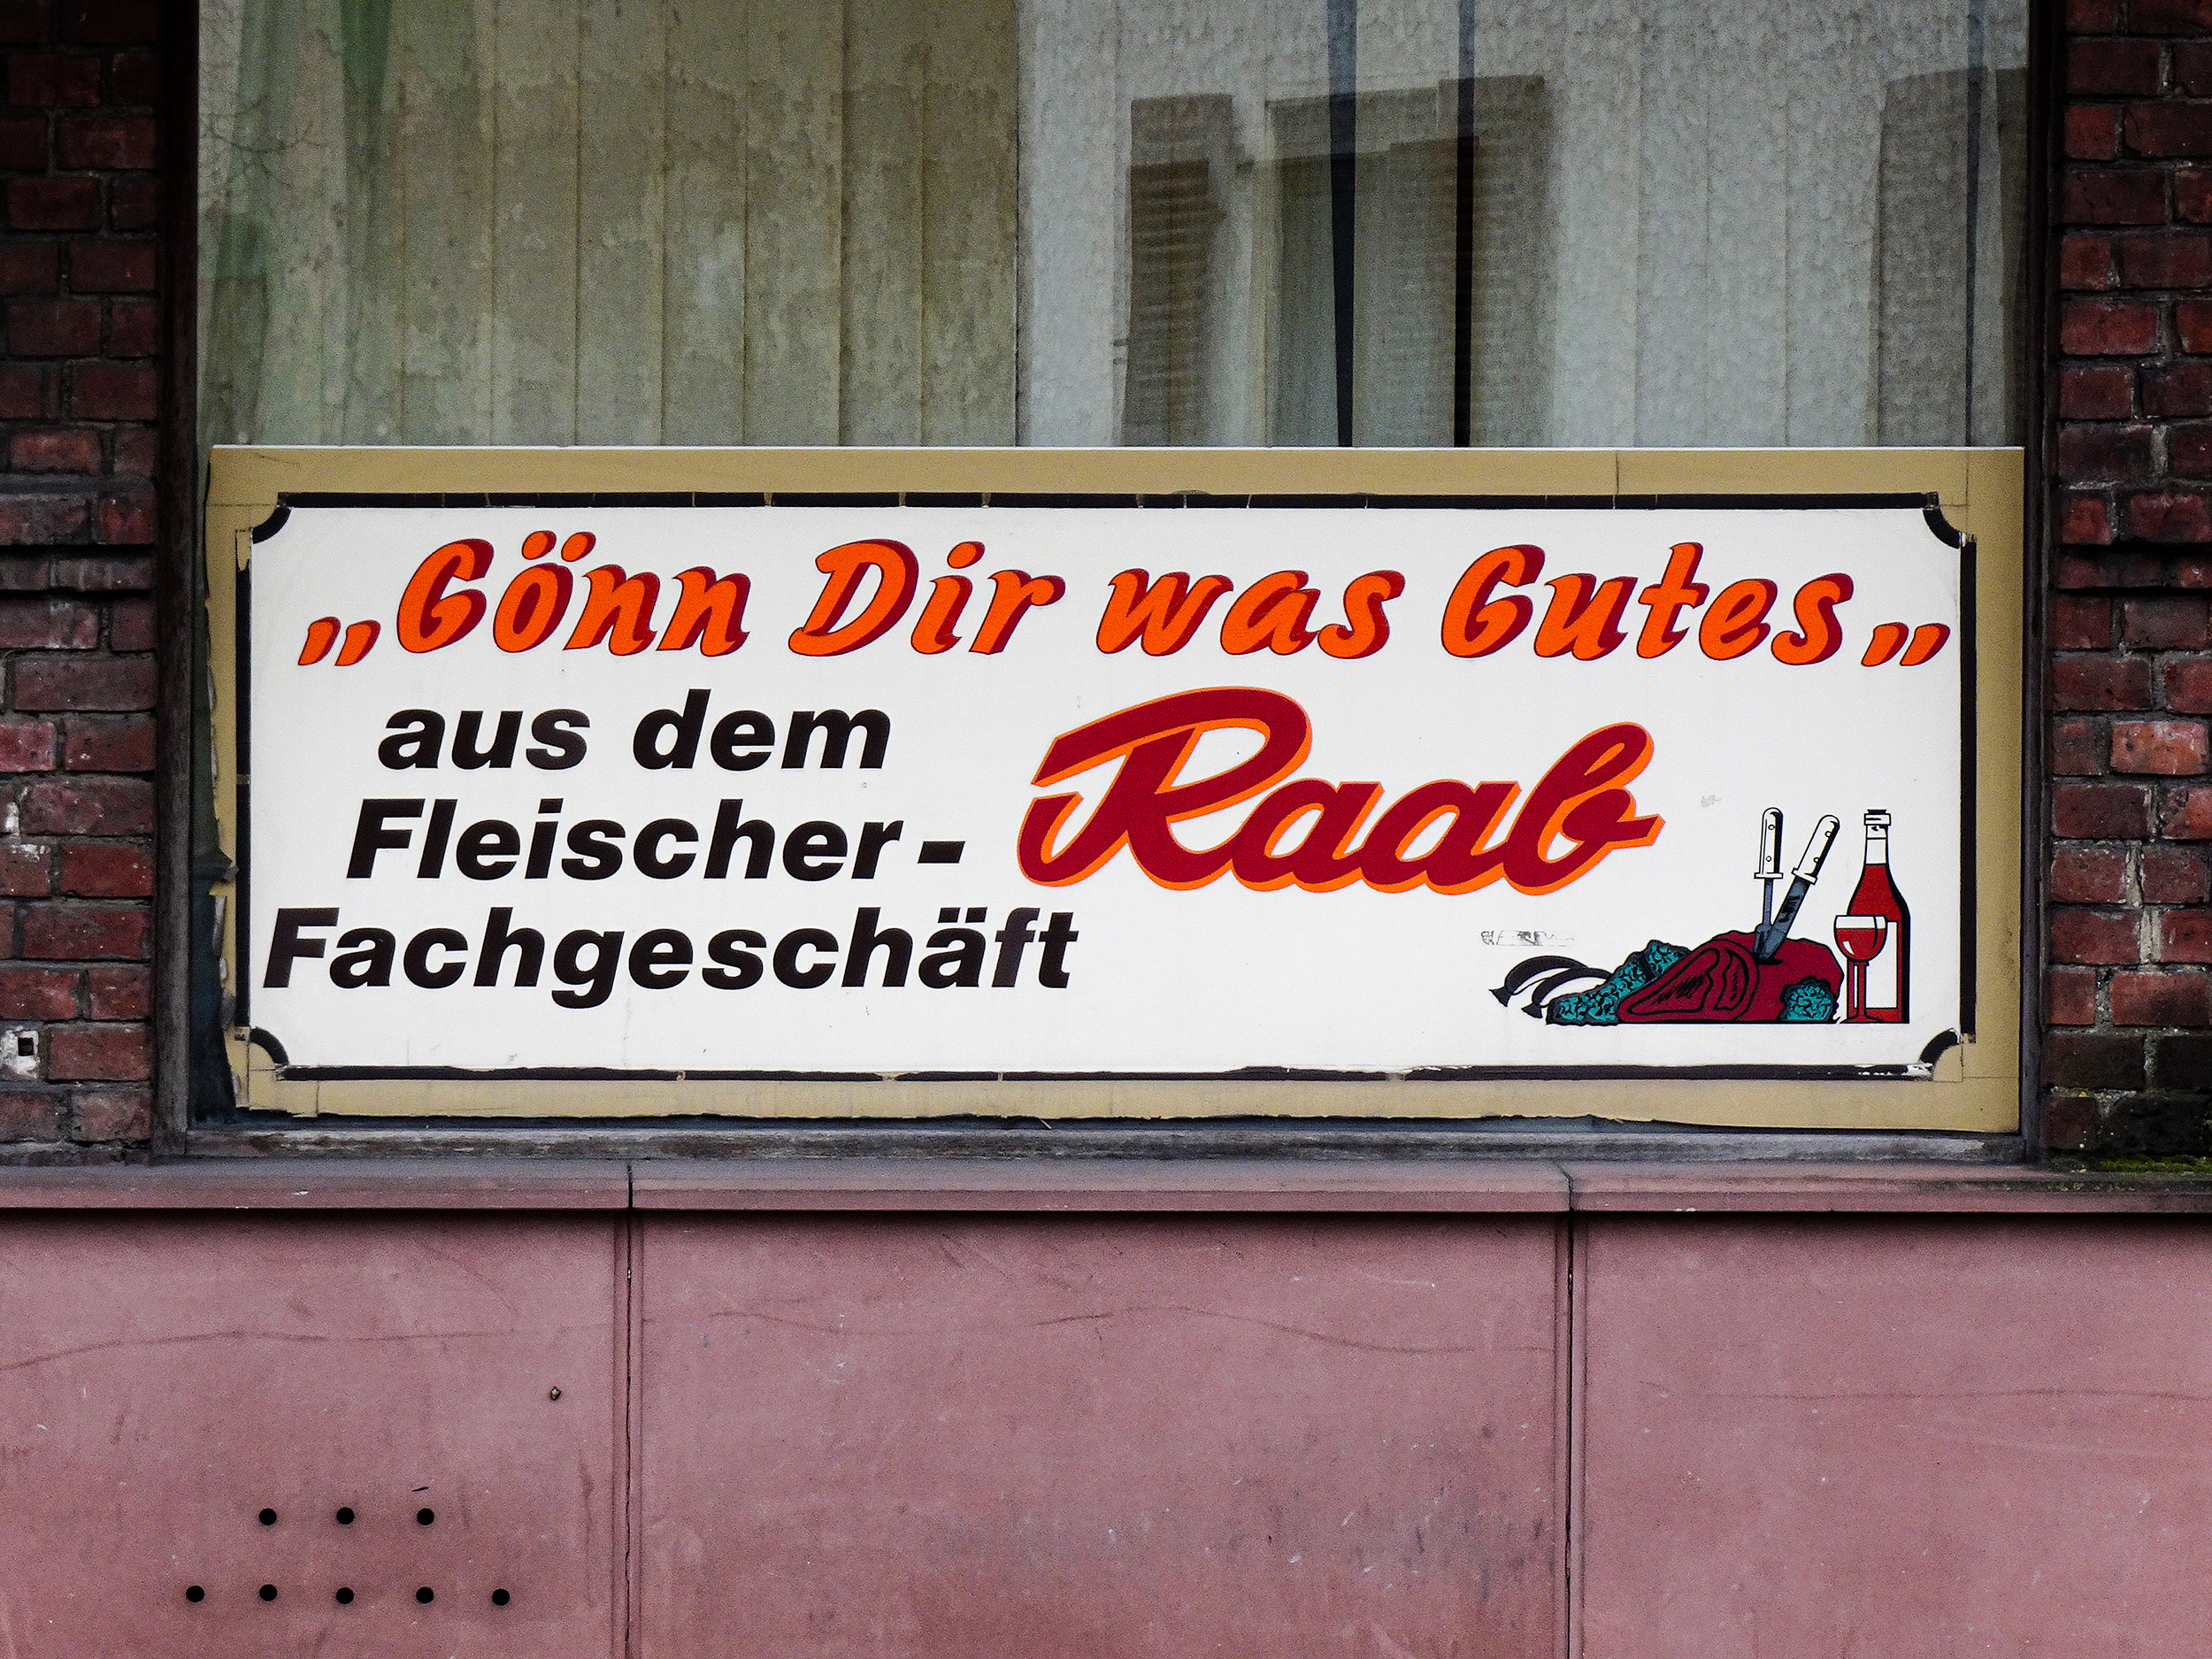 „Gönn Dir was Gutes„
aus dem
Fleischer-
Fachgeschäft
Raab